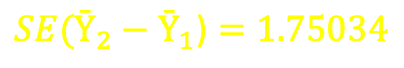 SE(Ȳ₂ − Ȳ₁) = 1.75034